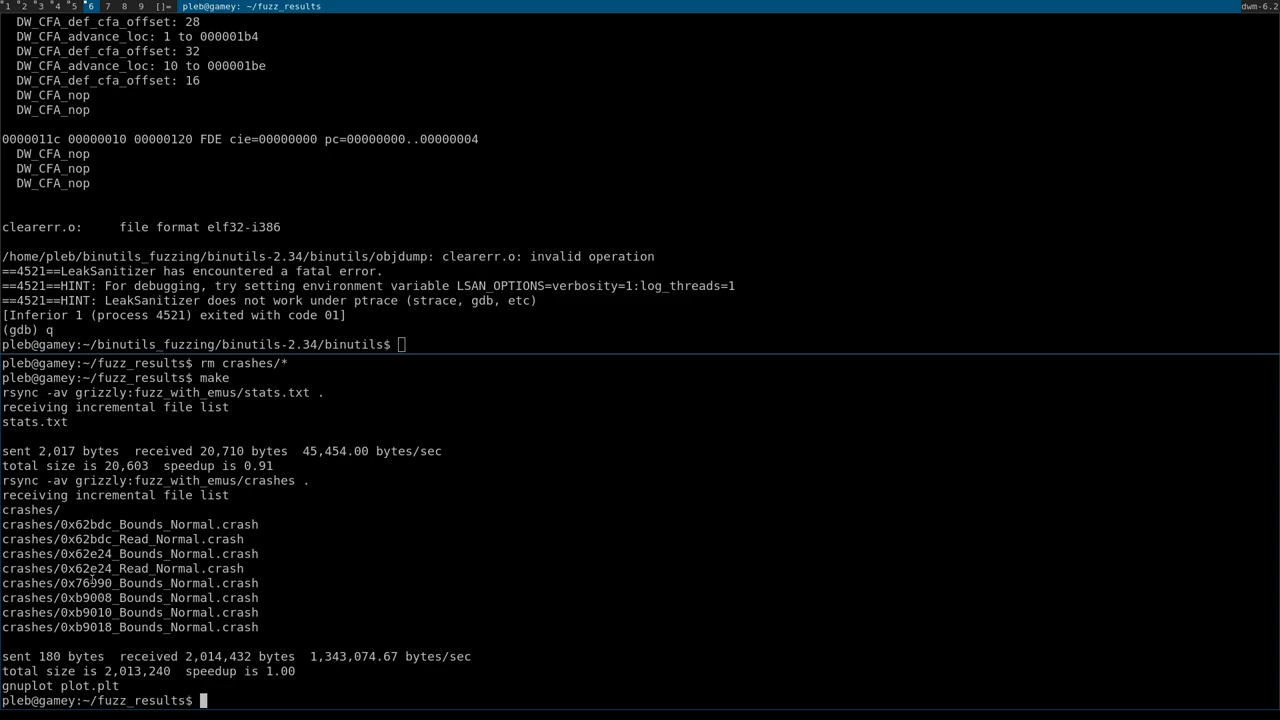 1 2 3 4 5 6 7 8 9 []= pleb@gamey: ~/fuzz_results dwm-6.2
DW_CFA_def_cfa_offset: 28
DW_CFA_advance_loc: 1 to 000001b4
DW_CFA_def_cfa_offset: 32
DW_CFA_advance_loc: 10 to 000001be
DW_CFA_def_cfa_offset: 16
DW_CFA_nop
DW_CFA_nop
0000011c 00000010 00000120 FDE cie=00000000 pc=00000000..00000004
DW_CFA_nop
DW_CFA_nop
DW_CFA_nop
clearerr.o:     file format elf32-i386
/home/pleb/binutils_fuzzing/binutils-2.34/binutils/objdump: clearerr.o: invalid operation
==4521==LeakSanitizer has encountered a fatal error.
==4521==HINT: For debugging, try setting environment variable LSAN_OPTIONS=verbosity=1:log_threads=1
==4521==HINT: LeakSanitizer does not work under ptrace (strace, gdb, etc)
[Inferior 1 (process 4521) exited with code 01]
(gdb) q
pleb@gamey:~/binutils_fuzzing/binutils-2.34/binutils$
pleb@gamey:~/fuzz_results$ rm crashes/*
pleb@gamey:~/fuzz_results$ make
rsync -av grizzly:fuzz_with_emus/stats.txt .
receiving incremental file list
stats.txt
sent 2,017 bytes  received 20,710 bytes  45,454.00 bytes/sec
total size is 20,603  speedup is 0.91
rsync -av grizzly:fuzz_with_emus/crashes .
receiving incremental file list
crashes/
crashes/0x62bdc_Bounds_Normal.crash
crashes/0x62bdc_Read_Normal.crash
crashes/0x62e24_Bounds_Normal.crash
crashes/0x62e24_Read_Normal.crash
crashes/0x76990_Bounds_Normal.crash
crashes/0xb9008_Bounds_Normal.crash
crashes/0xb9010_Bounds_Normal.crash
crashes/0xb9018_Bounds_Normal.crash
sent 180 bytes  received 2,014,432 bytes  1,343,074.67 bytes/sec
total size is 2,013,240  speedup is 1.00
gnuplot plot.plt
pleb@gamey:~/fuzz_results$